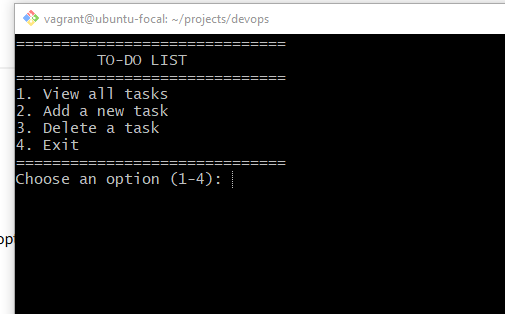 vagrant@ubuntu-focal: ~/projects/devops
==============================
TO-DO LIST
==============================
1. View all tasks
2. Add a new task
3. Delete a task
4. Exit
==============================
Choose an option (1-4):